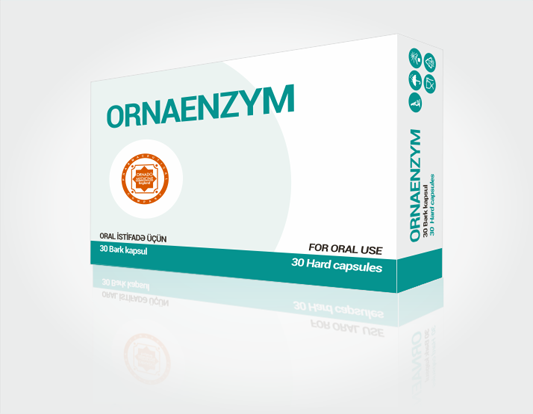 ORNAENZYM
ORAL İSTİFADƏ ÜÇÜN
30 Bərk kapsul
FOR ORAL USE
30 Hard capsules
ORNAENZYM
30 Bərk kapsul
30 Hard capsules